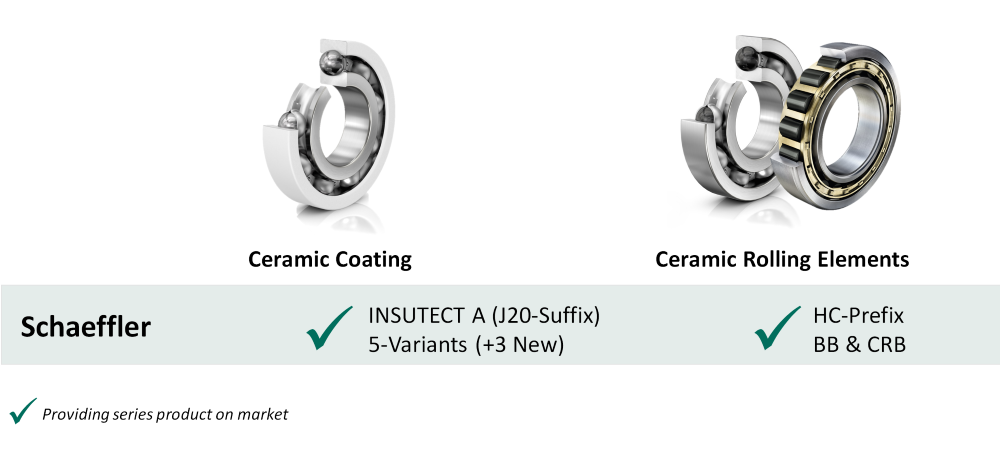 Ceramic Coating
Ceramic Rolling Elements
Schaeffler
INSUTECT A (J20-Suffix)
5-Variants (+3 New)
HC-Prefix
BB & CRB
Providing series product on market